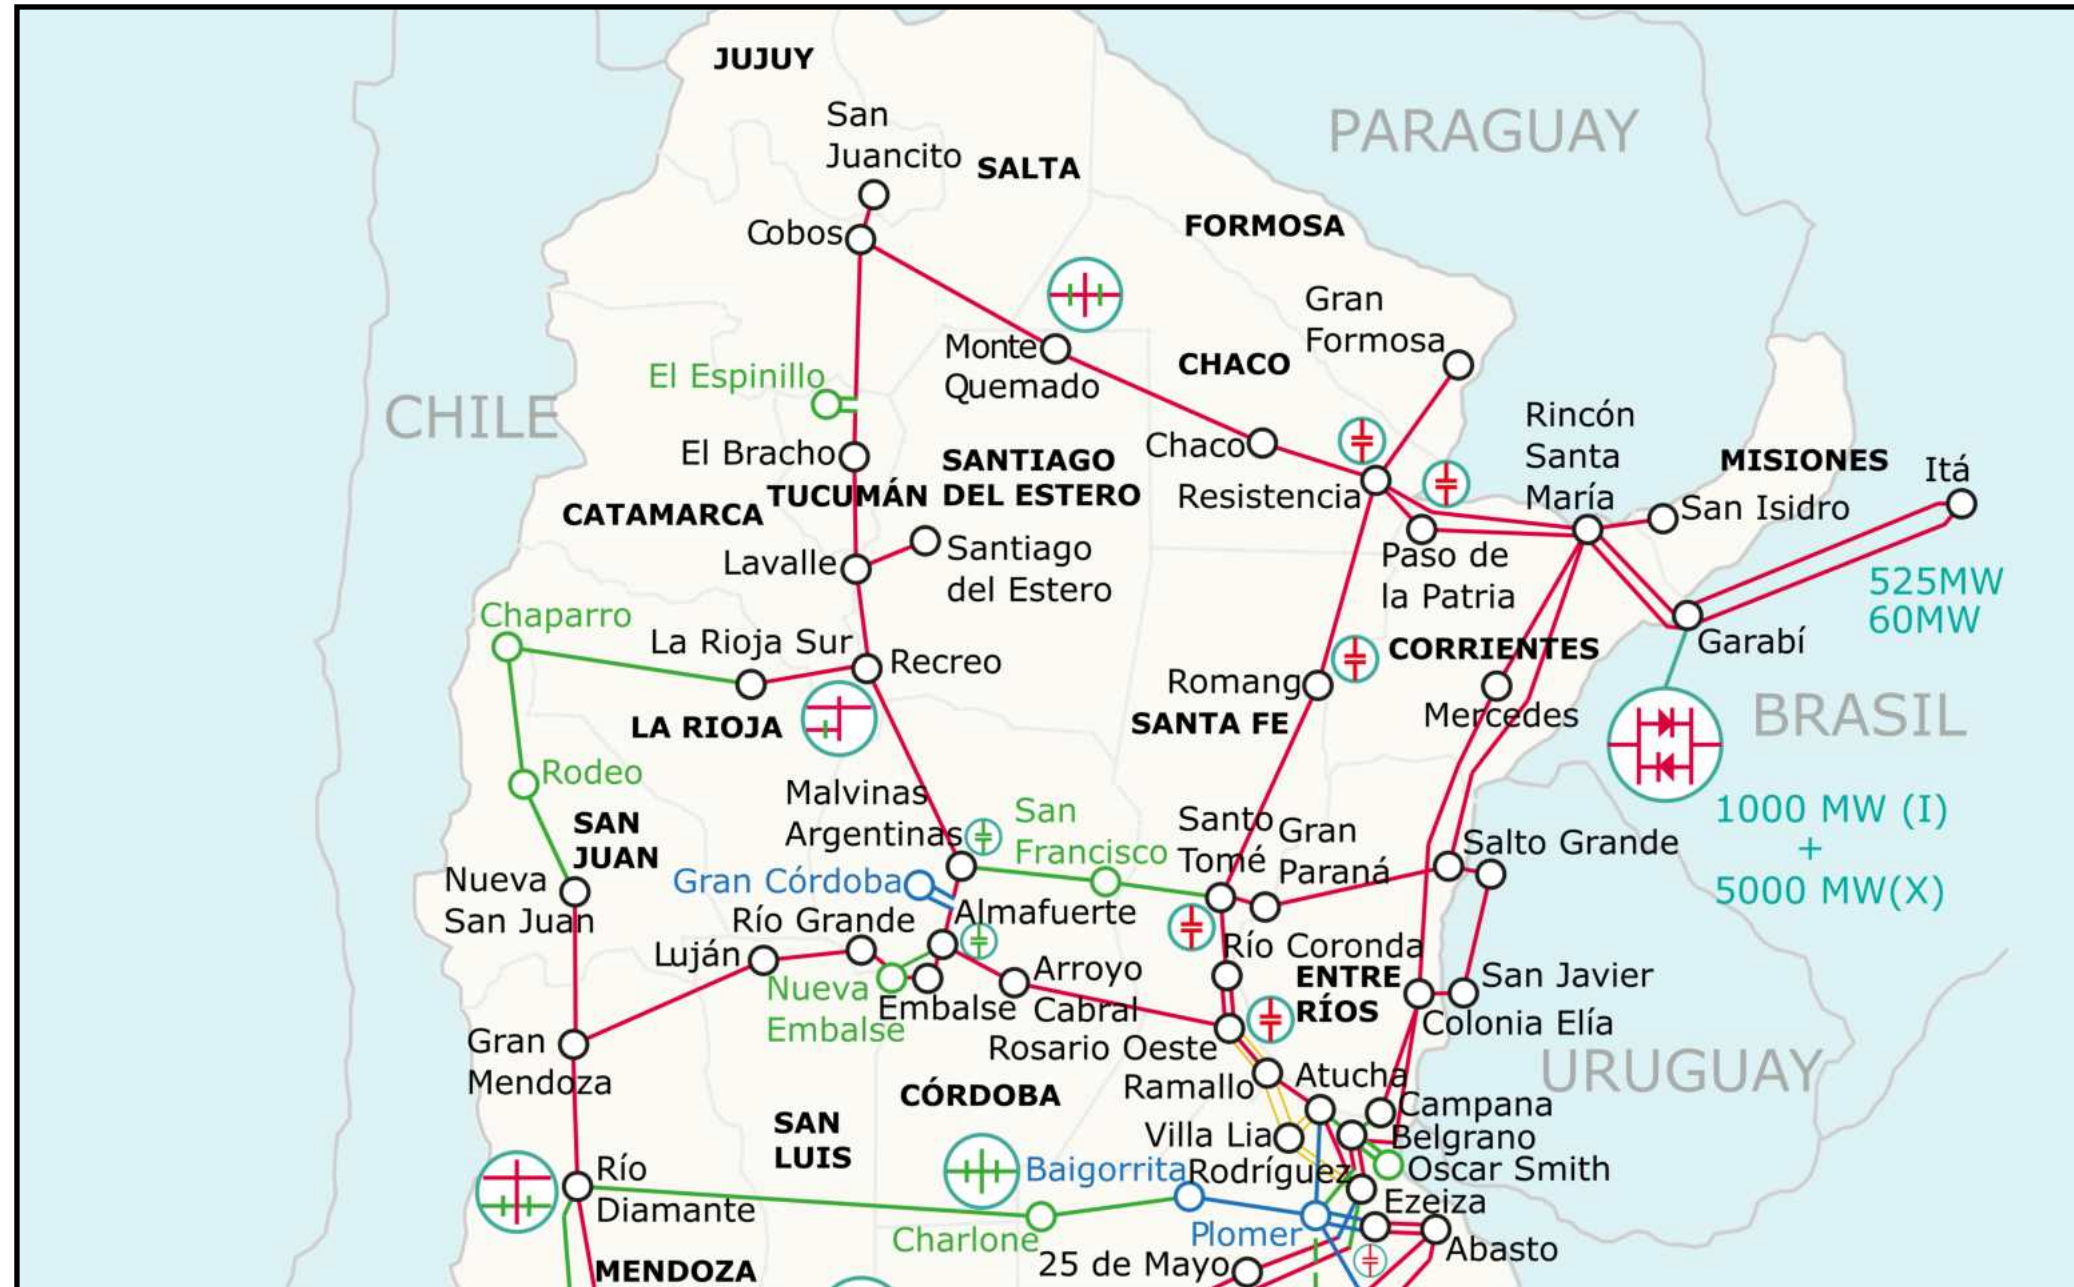 JUJUY
San
Juancito
SALTA
PARAGUAY
Cobos
FORMOSA
Gran
Formosa
Monte
Quemado
CHACO
El Espinillo
CHILE
Rincón
Santa
María
Chaco
El Bracho
SANTIAGO
DEL ESTERO
MISIONES
Itá
TUCUMÁN
Resistencia
San Isidro
CATAMARCA
Lavalle
Santiago
del Estero
Paso de
la Patria
525MW
60MW
Chaparro
La Rioja Sur
Recreo
CORRIENTES
Garabí
Romang
Mercedes
LA RIOJA
SANTA FE
BRASIL
Rodeo
Malvinas
Argentinas
San
Francisco
Santo
Tomé
Gran
Paraná
Salto Grande
1000 MW (I)
+
5000 MW(X)
SAN
JUAN
Nueva
San Juan
Gran Córdoba
Río Grande
Almafuerte
Luján
Río Coronda
Arroyo
Cabral
ENTRE
RÍOS
San Javier
Nueva
Embalse
Embalse
Colonia Elía
Gran
Mendoza
Rosario Oeste
URUGUAY
CÓRDOBA
Ramallo
Atucha
Campana
SAN
LUIS
Villa Lia
Belgrano
Río
Diamante
Baigorrita
Rodríguez
Oscar Smith
Ezeiza
Charlone
Plomer
Abasto
25 de Mayo
MENDOZA